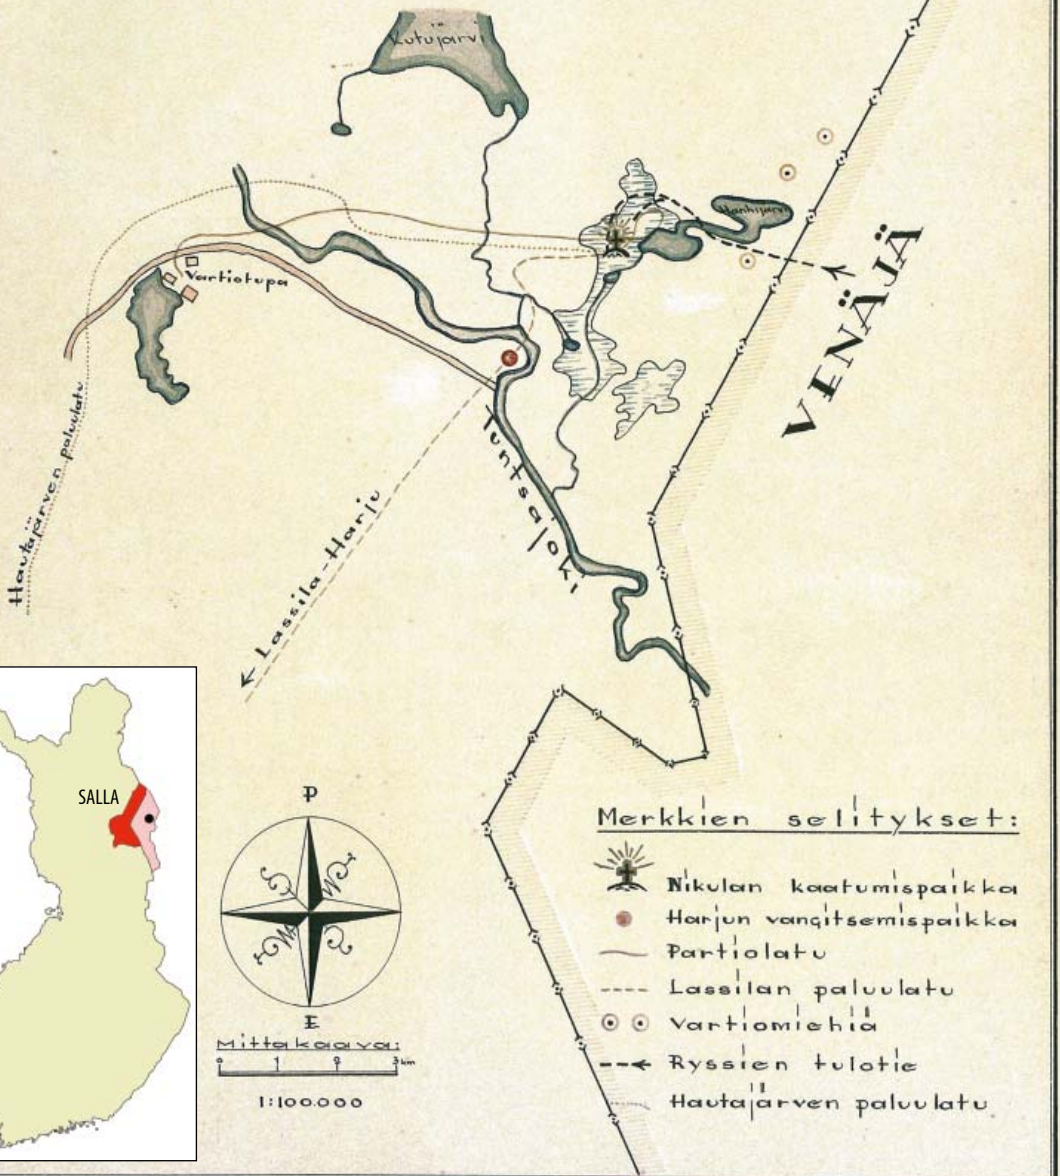 Kutujärvi
Hanhijärvi
VENÄJÄ
Vartiotupa
Hautajärven paluulatu
Tuntsajoki
Lassila-Harju
SALLA
P
E
Mittakaava:
0 1 2 3 km
1:100.000
Merkkien selitykset:
Nikulan kaatumispaikka
Harjun vangitsemispaikka
Partiolatu
Lassilan paluulatu
Vartiomiehiä
Ryssien tulotie
Hautajärven paluulatu